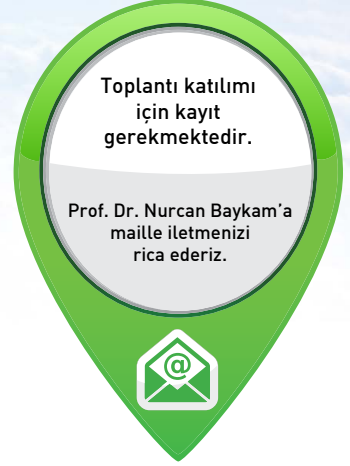 Toplantı katılımı
için kayıt
gerekmektedir.
Prof. Dr. Nurcan Baykam'a
maille iletmenizi
rica ederiz.
@